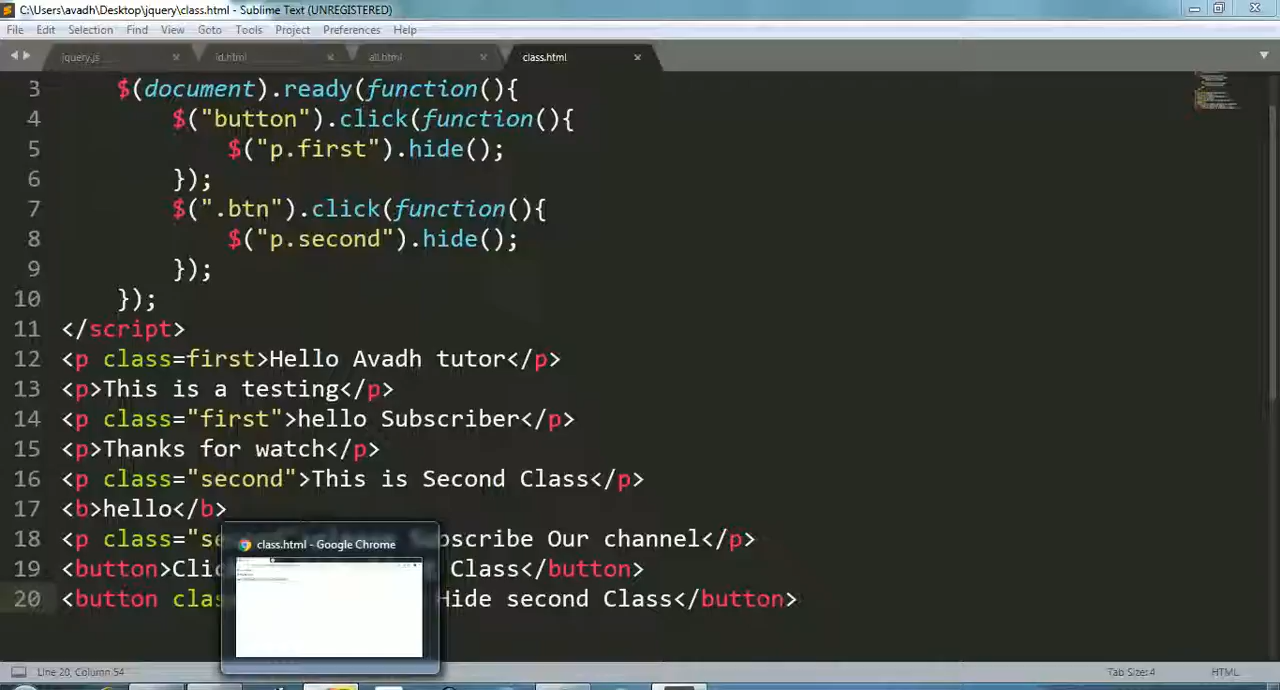 C:\Users\avadh\Desktop\jquery\class.html - Sublime Text (UNREGISTERED)
File Edit Selection Find View Goto Tools Project Preferences Help
jquery.js id.html all.html class.html
3 $(document).ready(function(){
4 $("button").click(function(){
5 $("p.first").hide();
6 });
7 $(".btn").click(function(){
8 $("p.second").hide();
9 });
10 });
11 </script>
12 <p class=first>Hello Avadh tutor</p>
13 <p>This is a testing</p>
14 <p class="first">hello Subscriber</p>
15 <p>Thanks for watch</p>
16 <p class="second">This is Second Class</p>
17 <b>hello</b>
18 <p class="se bscribe Our channel</p>
19 <button>Clic Class</button>
20 <button clas Hide second Class</button>
class.html - Google Chrome
Line 20, Column 54 Tab Size:4 HTML